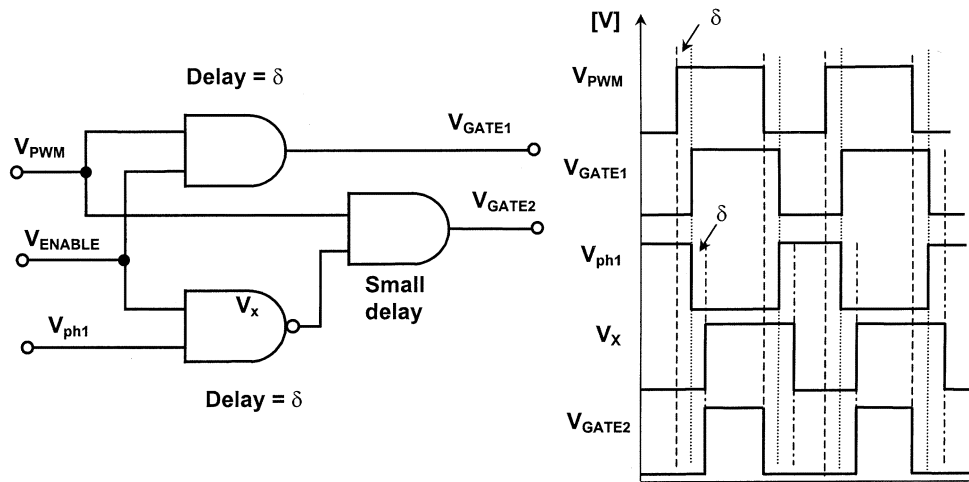 Delay = δ
V_GATE1
V_PWM
V_GATE2
V_ENABLE
Small
delay
V_x
V_ph1
Delay = δ
[V]
δ
V_PWM
V_GATE1
δ
V_ph1
V_X
V_GATE2